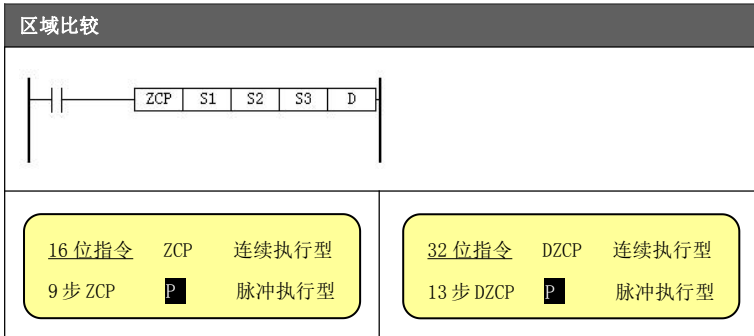 区域比较
ZCP S1 S2 S3 D
16 位指令 ZCP 连续执行型
9 步 ZCP P 脉冲执行型
32 位指令 DZCP 连续执行型
13 步 DZCP P 脉冲执行型